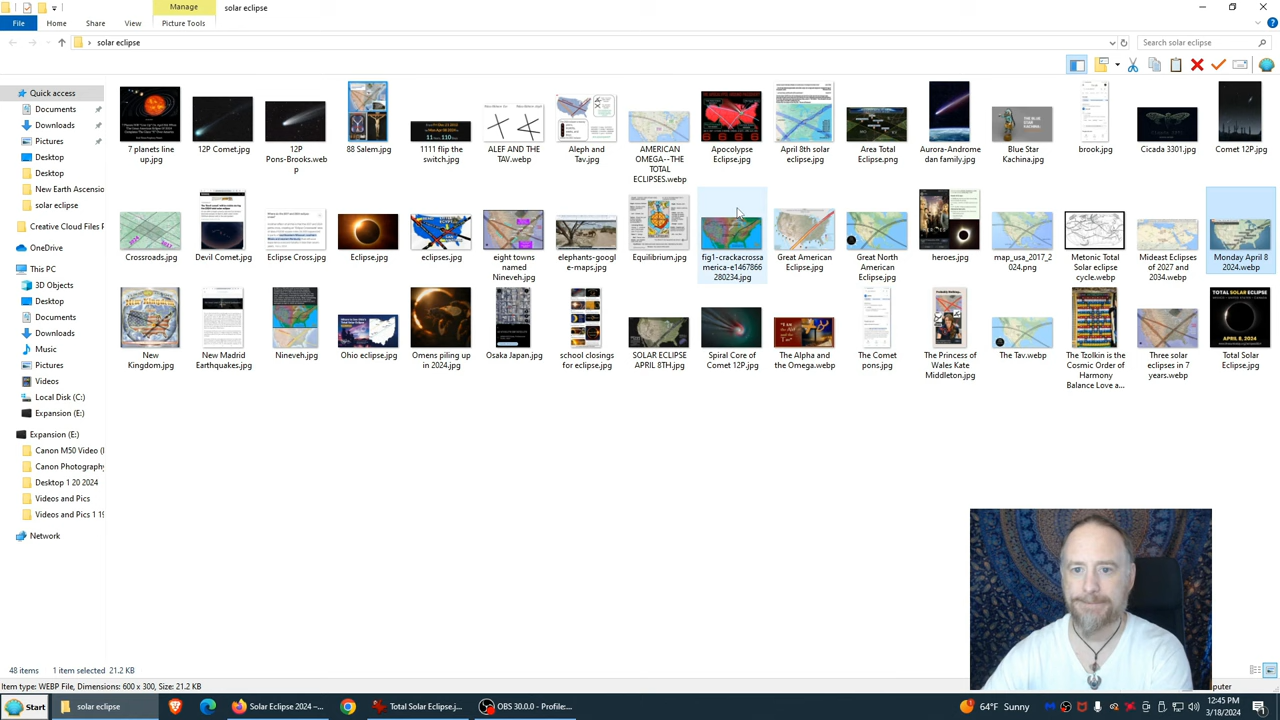 Manage
solar eclipse
File
Home
Share
View
Picture Tools
solar eclipse
Search solar eclipse
Quick access
Documents
Downloads
Pictures
Desktop
Desktop
New Earth Ascensio
solar eclipse
Creative Cloud Files P
This PC
3D Objects
Desktop
Documents
Downloads
Music
Pictures
Videos
Local Disk (C:)
Expansion (E:)
Expansion (E:)
Canon M50 Video (I
Canon Photography
Desktop 1 20 2024
Videos and Pics
Videos and Pics 1 19
Network
7 planets line
up.jpg
12P Comet.jpg
12P
Pons-Brooks.web
p
88 Salem.jpg
1111 flip the
switch.jpg
ALEF AND THE
TAV.webp
Aleph and
Tav.jpg
AMERICAN
OMEGA--THE
TOTAL
ECLIPSES.webp
Apocolypse
Eclipse.jpg
April 8th solar
eclipse.jpg
Area Total
Eclipse.png
Aurora-Androme
dan family.jpg
Blue Star
Kachina.jpg
brook.jpg
Cicada 3301.jpg
Comet 12P.jpg
Crossroads.jpg
Devil Comet.jpg
Eclipse Cross.jpg
Eclipse.jpg
eclipses.jpg
eight towns
named
Nineveh.jpg
elephants-googl
e-maps.jpg
Equilibrium.jpg
fig1-crackacrossa
merica-e1467866
280234.jpg
Great American
Eclipse.jpg
Great North
American
Eclipse.jpg
heroes.jpg
map_usa_2017_2
024.png
Metonic Total
Solar eclipse
cycle.webp
Mideast Eclipses
of 2027 and
2034.webp
Monday April 8
2024.webp
New
Kingdom.jpg
New Madrid
Earthquakes.jpg
Nineveh.jpg
Ohio eclipse.jpg
Omens piling up
in 2024.jpg
Osaka Japan.jpg
school closings
for eclipse.jpg
SOLAR ECLIPSE
APRIL 8TH.jpg
Spiral Core of
Comet 12P.jpg
The Alpha and
the Omega.webp
The Comet
pons.jpg
The Princess of
Wales Kate
Middleton.jpg
The Tav.webp
The Tzolkin is the
Cosmic Order of
Harmony
Balance Love a...
Three solar
eclipses in 7
years.webp
Total Solar
Eclipse.jpg
48 items 1 item selected 21.2 KB
Item type: WEBP File, Dimensions: 600 x 300, Size: 21.2 KB
Start
solar eclipse
Solar Eclipse 2024 –...
Total Solar Eclipse.j...
OBS 30.0.0 - Profile:...
64°F Sunny
12:45 PM
3/18/2024